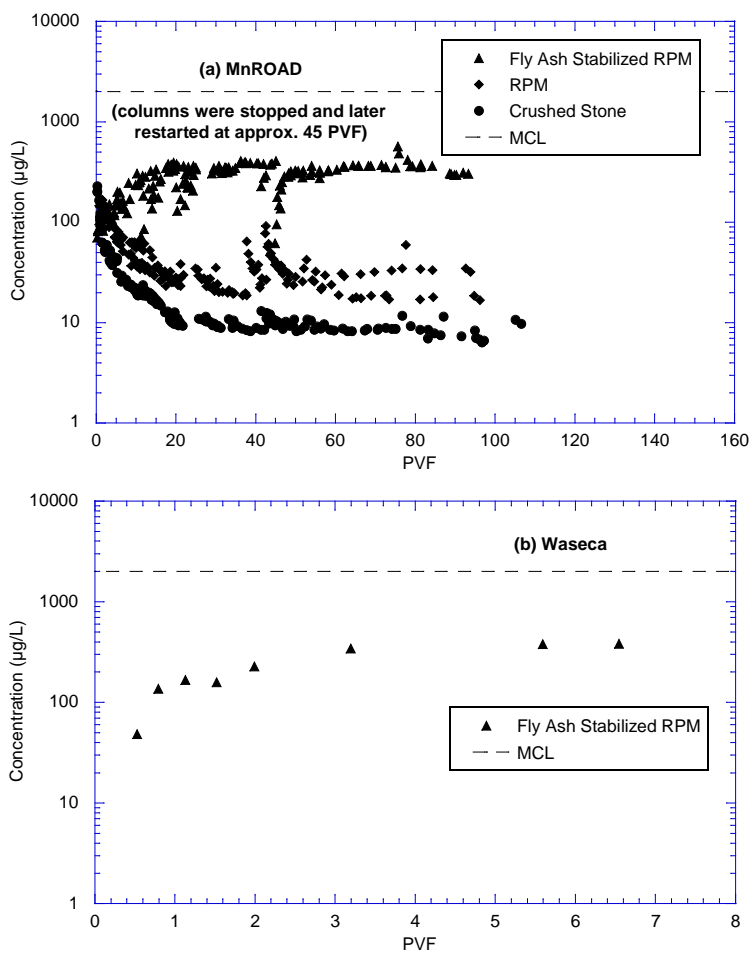 10000
(a) MnROAD
Fly Ash Stabilized RPM
RPM
Crushed Stone
MCL
1000
(columns were stopped and later
restarted at approx. 45 PVF)
100
10
1
Concentration (µg/L)
0 20 40 60 80 100 120 140 160
PVF
10000
(b) Waseca
1000
100
Fly Ash Stabilized RPM
MCL
10
1
Concentration (µg/L)
0 1 2 3 4 5 6 7 8
PVF